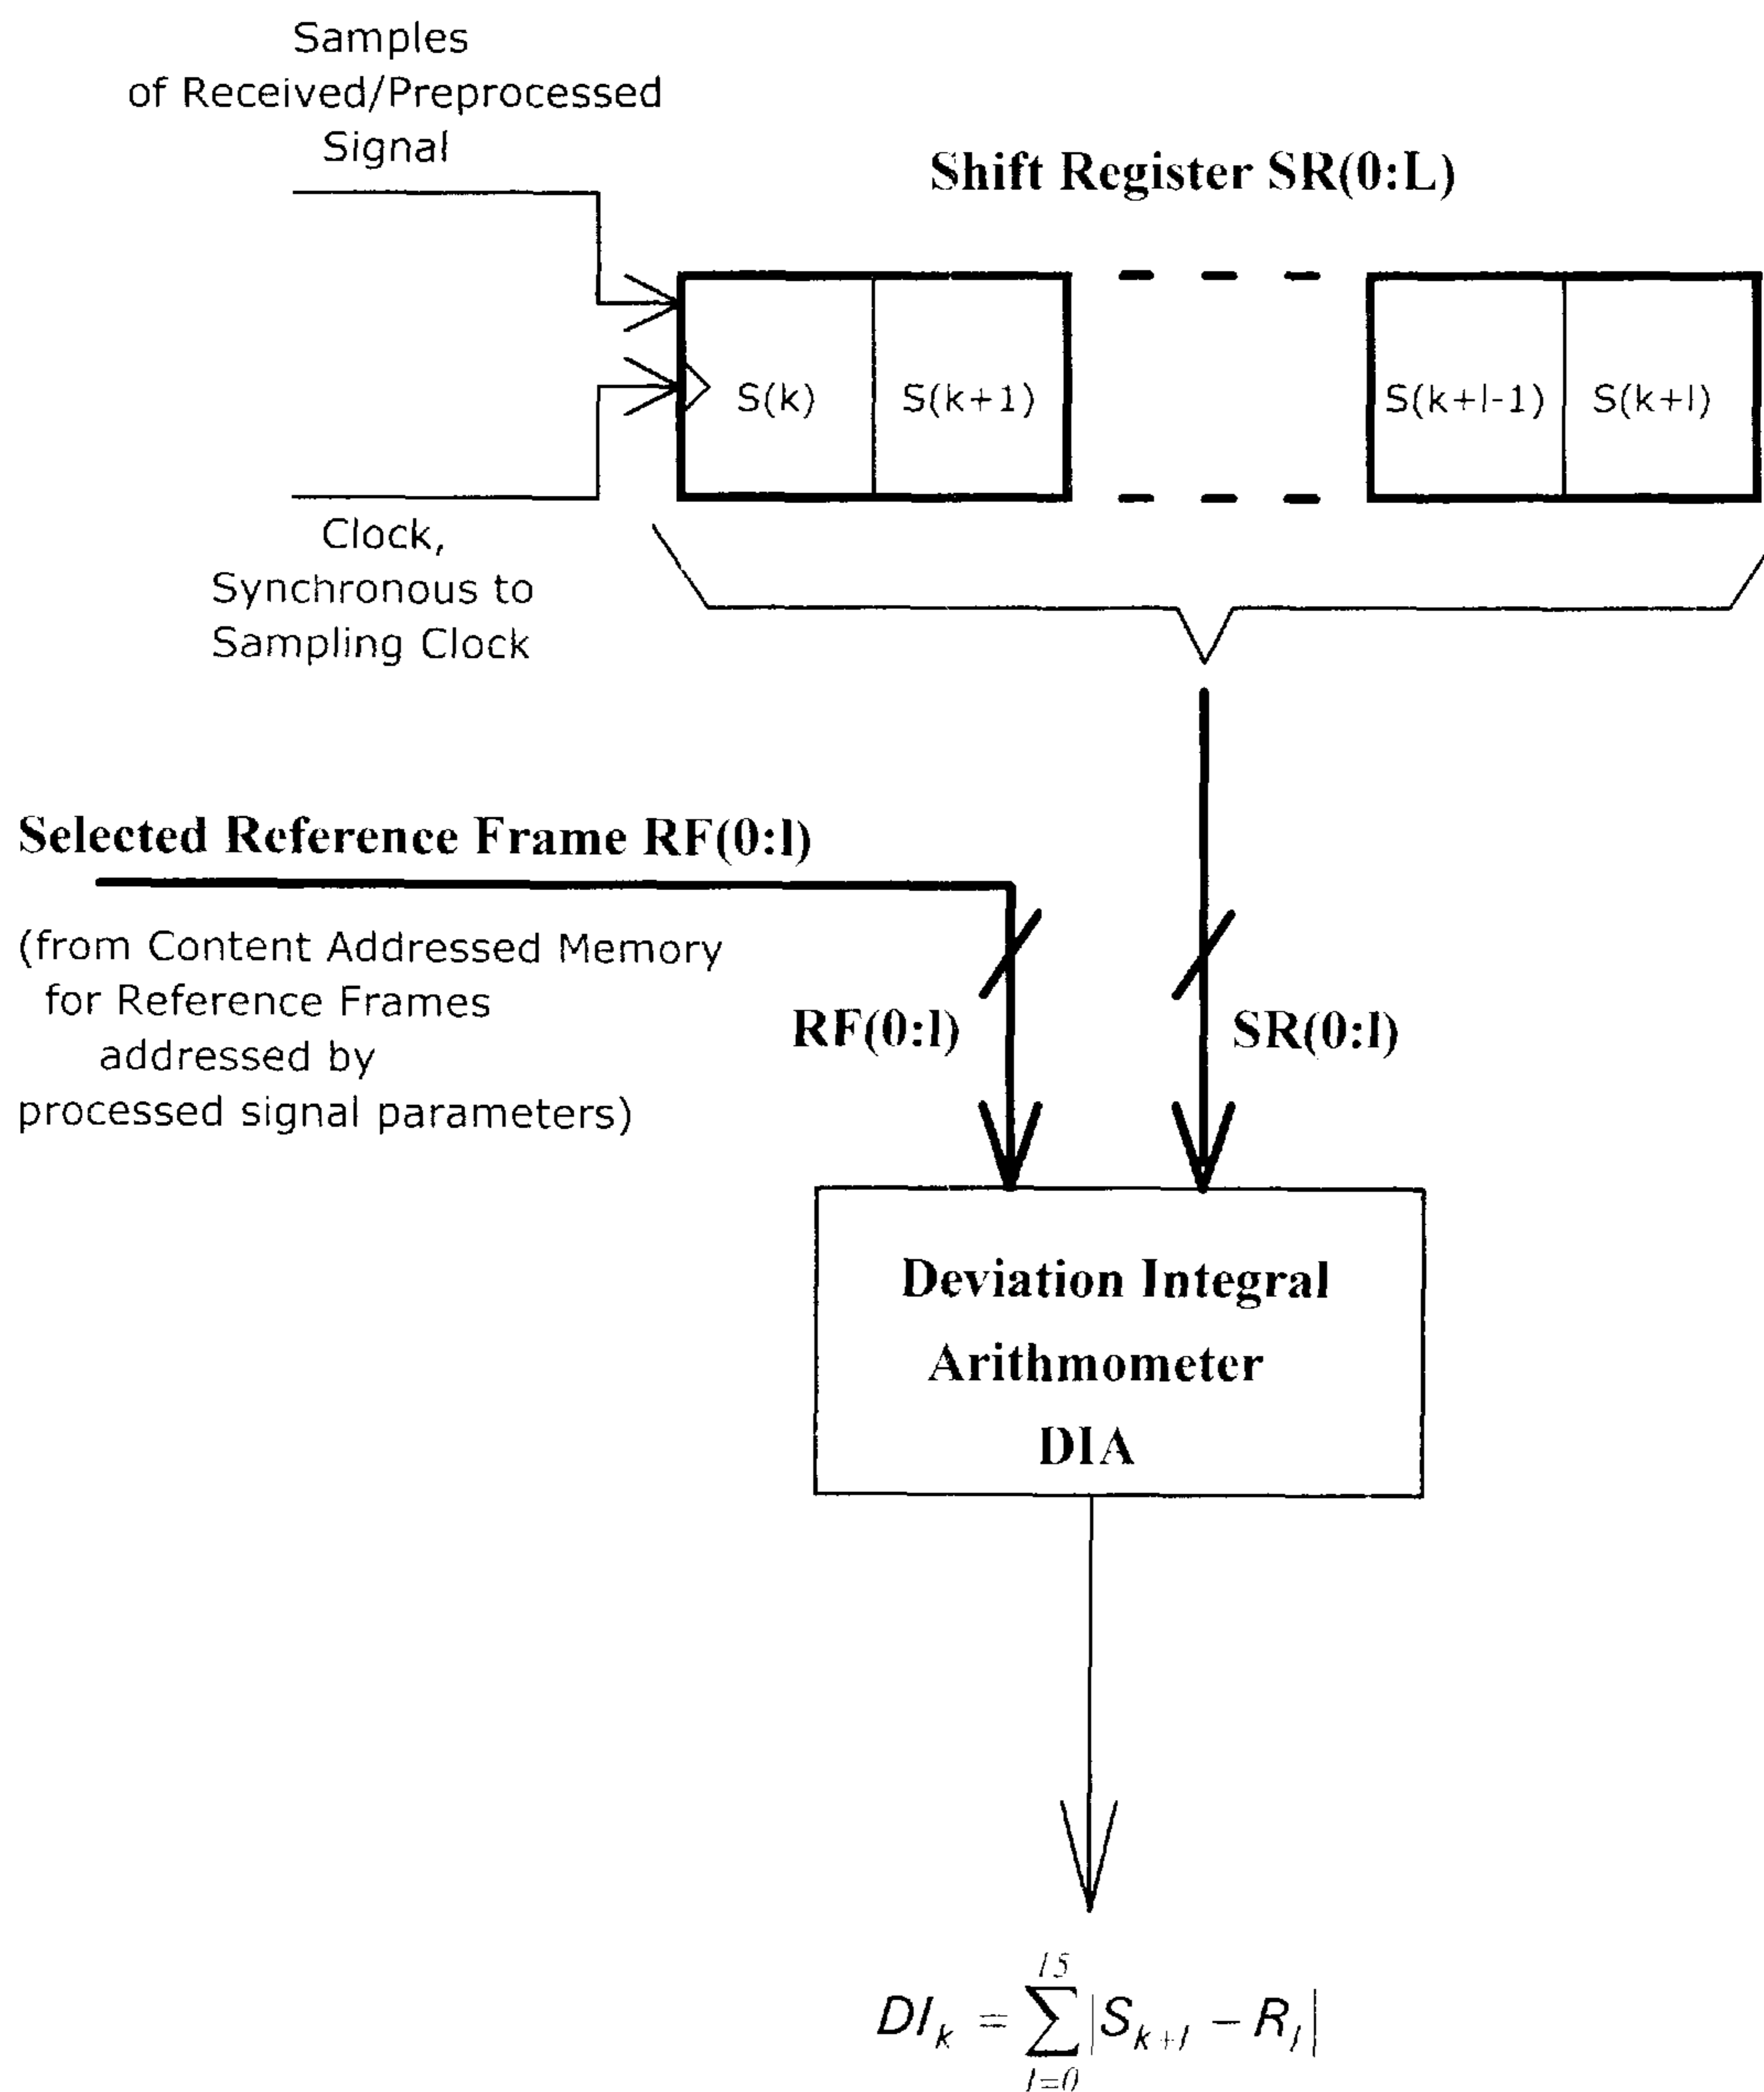 Samples
of Received/Preprocessed
Signal
Shift Register SR(0:L)
S(k)
S(k+1)
S(k+l-1)
S(k+l)
Clock,
Synchronous to
Sampling Clock
Selected Reference Frame RF(0:l)
(from Content Addressed Memory
for Reference Frames
addressed by
processed signal parameters)
RF(0:l)
SR(0:l)
Deviation Integral
Arithmometer
DIA
DI_k = \sum_{l=0}^{15} |S_{k+l} - R_l|